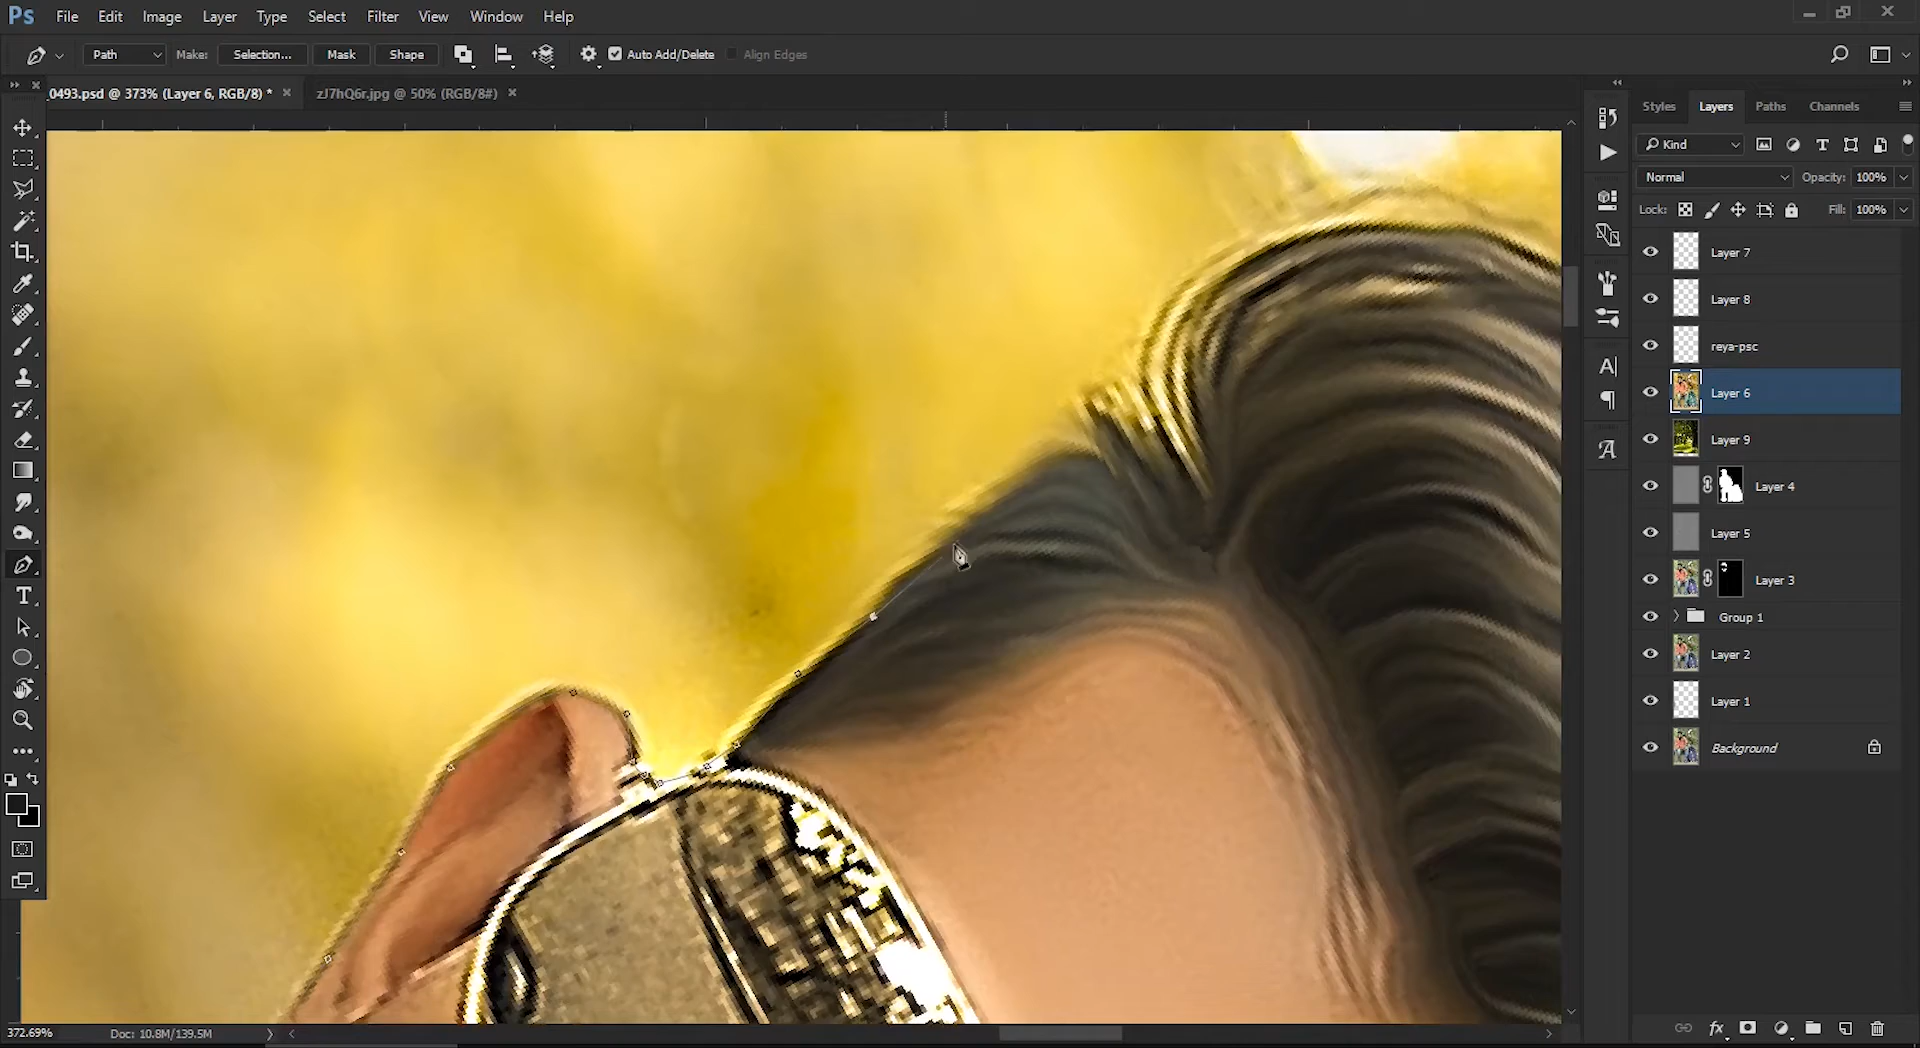 Ps File Edit Image Layer Type Select Filter View Window Help
Path Make: Selection... Mask Shape Auto Add/Delete Align Edges
_0493.psd @ 373% (Layer 6, RGB/8) * zJ7hQ6r.jpg @ 50% (RGB/8#)
Styles Layers Paths Channels
Kind
Normal Opacity: 100%
Lock: Fill: 100%
Layer 7
Layer 8
reya-psc
Layer 6
Layer 9
Layer 4
Layer 5
Layer 3
Group 1
Layer 2
Layer 1
Background
372.69% Doc: 10.8M/139.5M